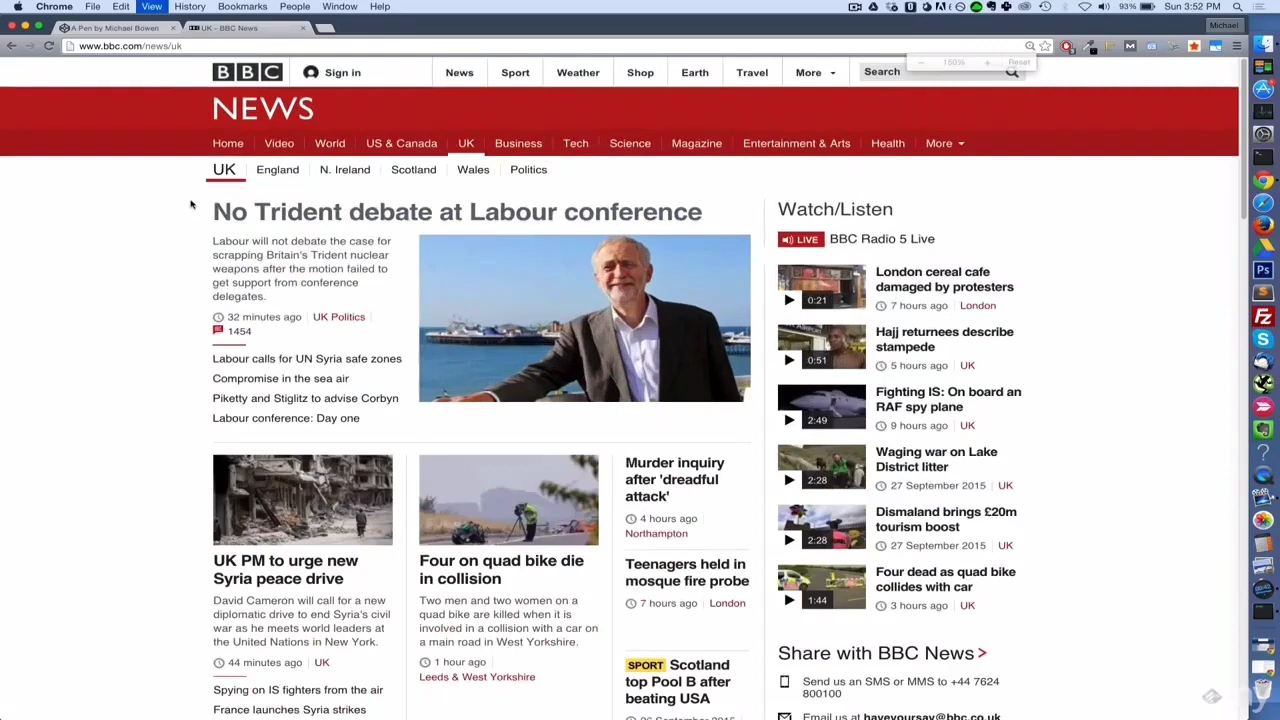 Chrome File Edit View History Bookmarks People Window Help
93% Sun 3:52 PM
A Pen by Michael Bowen
UK - BBC News
Michael
www.bbc.com/news/uk
150% Reset
BBC Sign in News Sport Weather Shop Earth Travel More Search
NEWS
Home Video World US & Canada UK Business Tech Science Magazine Entertainment & Arts Health More
UK England N. Ireland Scotland Wales Politics
No Trident debate at Labour conference
Labour will not debate the case for
scrapping Britain's Trident nuclear
weapons after the motion failed to
get support from conference
delegates.
32 minutes ago UK Politics
1454
Labour calls for UN Syria safe zones
Compromise in the sea air
Piketty and Stiglitz to advise Corbyn
Labour conference: Day one
UK PM to urge new
Syria peace drive
David Cameron will call for a new
diplomatic drive to end Syria's civil
war as he meets world leaders at
the United Nations in New York.
44 minutes ago UK
Spying on IS fighters from the air
France launches Syria strikes
Four on quad bike die
in collision
Two men and two women on a
quad bike are killed when it is
involved in a collision with a car on
a main road in West Yorkshire.
1 hour ago
Leeds & West Yorkshire
Murder inquiry
after 'dreadful
attack'
4 hours ago
Northampton
Teenagers held in
mosque fire probe
7 hours ago London
SPORT Scotland
top Pool B after
beating USA
26 September 2015
Watch/Listen
LIVE BBC Radio 5 Live
0:21
London cereal cafe
damaged by protesters
7 hours ago London
0:51
Hajj returnees describe
stampede
5 hours ago UK
2:49
Fighting IS: On board an
RAF spy plane
9 hours ago UK
2:28
Waging war on Lake
District litter
27 September 2015 UK
2:28
Dismaland brings £20m
tourism boost
27 September 2015 UK
1:44
Four dead as quad bike
collides with car
3 hours ago UK
Share with BBC News >
Send us an SMS or MMS to +44 7624
800100
Email us at haveyoursay@bbc.co.uk
Ps
Fz